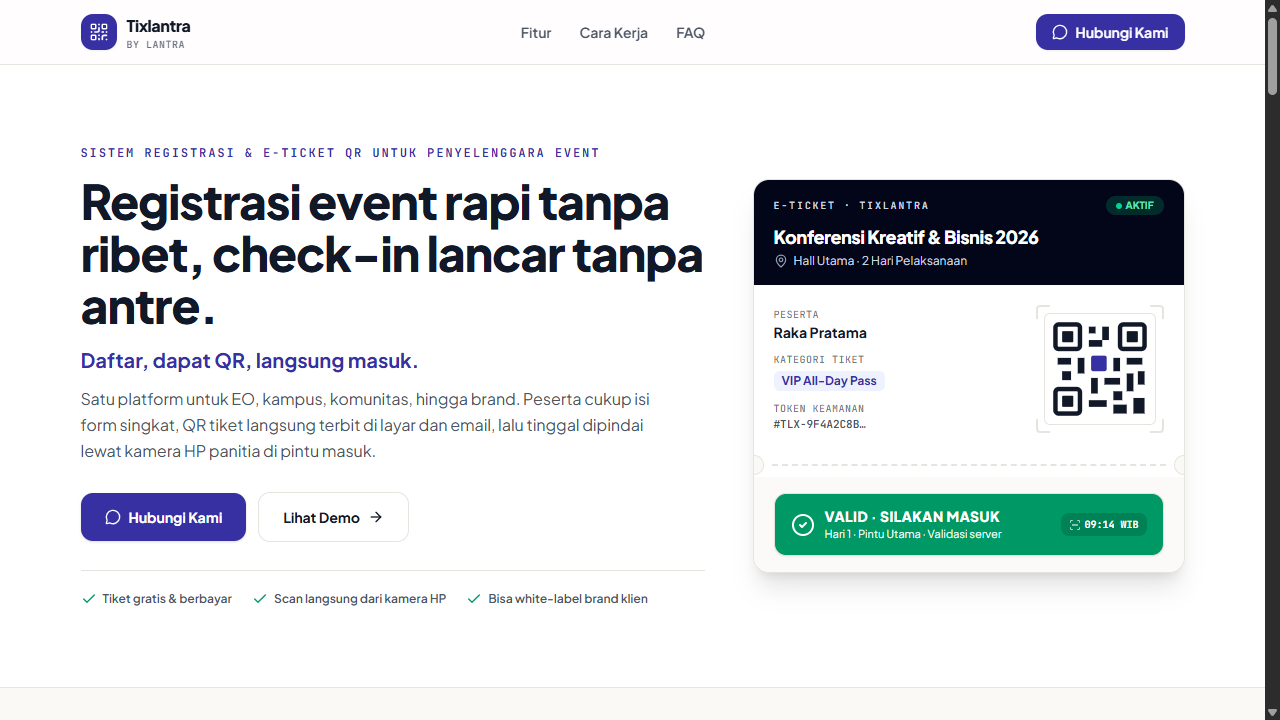 Tixlantra
BY LANTRA
Fitur
Cara Kerja
FAQ
Hubungi Kami
SISTEM REGISTRASI & E-TICKET QR UNTUK PENYELENGGARA EVENT
Registrasi event rapi tanpa
ribet, check-in lancar tanpa
antre.
Daftar, dapat QR, langsung masuk.
Satu platform untuk EO, kampus, komunitas, hingga brand. Peserta cukup isi
form singkat, QR tiket langsung terbit di layar dan email, lalu tinggal dipindai
lewat kamera HP panitia di pintu masuk.
Hubungi Kami
Lihat Demo
Tiket gratis & berbayar
Scan langsung dari kamera HP
Bisa white-label brand klien
E-TICKET · TIXLANTRA
AKTIF
Konferensi Kreatif & Bisnis 2026
Hall Utama · 2 Hari Pelaksanaan
PESERTA
Raka Pratama
KATEGORI TIKET
VIP All-Day Pass
TOKEN KEAMANAN
#TLX-9F4A2C8B…
VALID · SILAKAN MASUK
Hari 1 · Pintu Utama · Validasi server
09:14 WIB